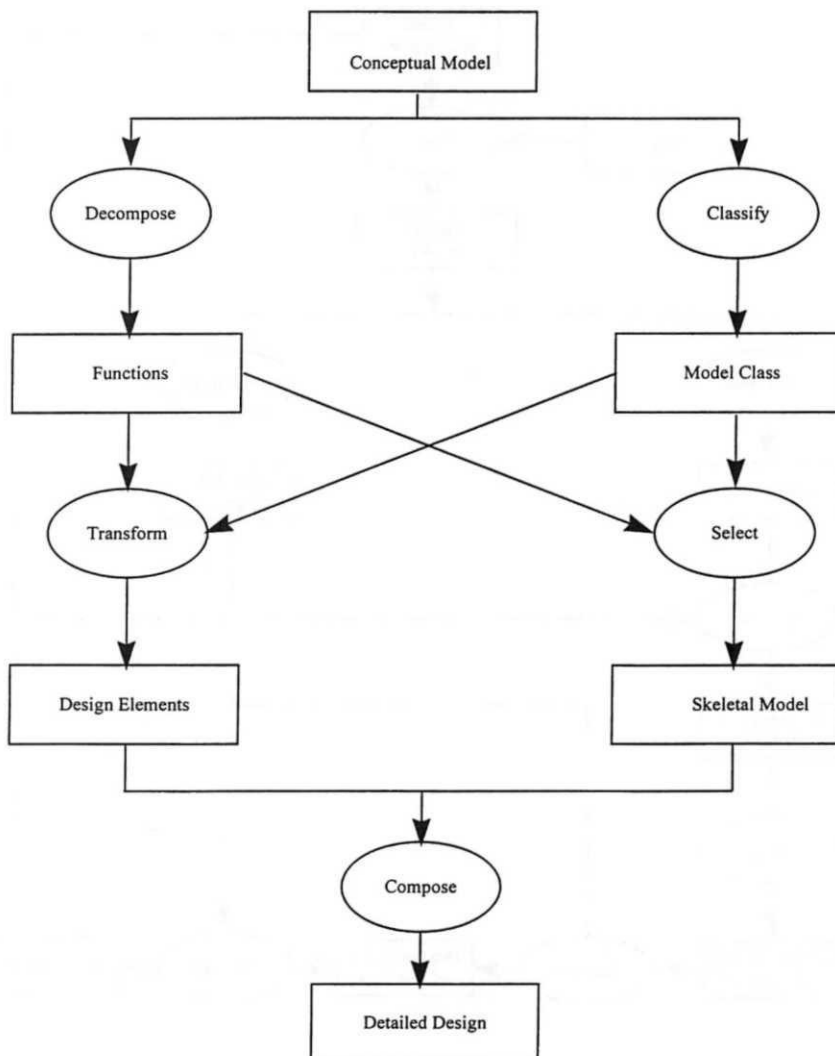 Conceptual Model
Decompose
Classify
Functions
Model Class
Transform
Select
Design Elements
Skeletal Model
Compose
Detailed Design